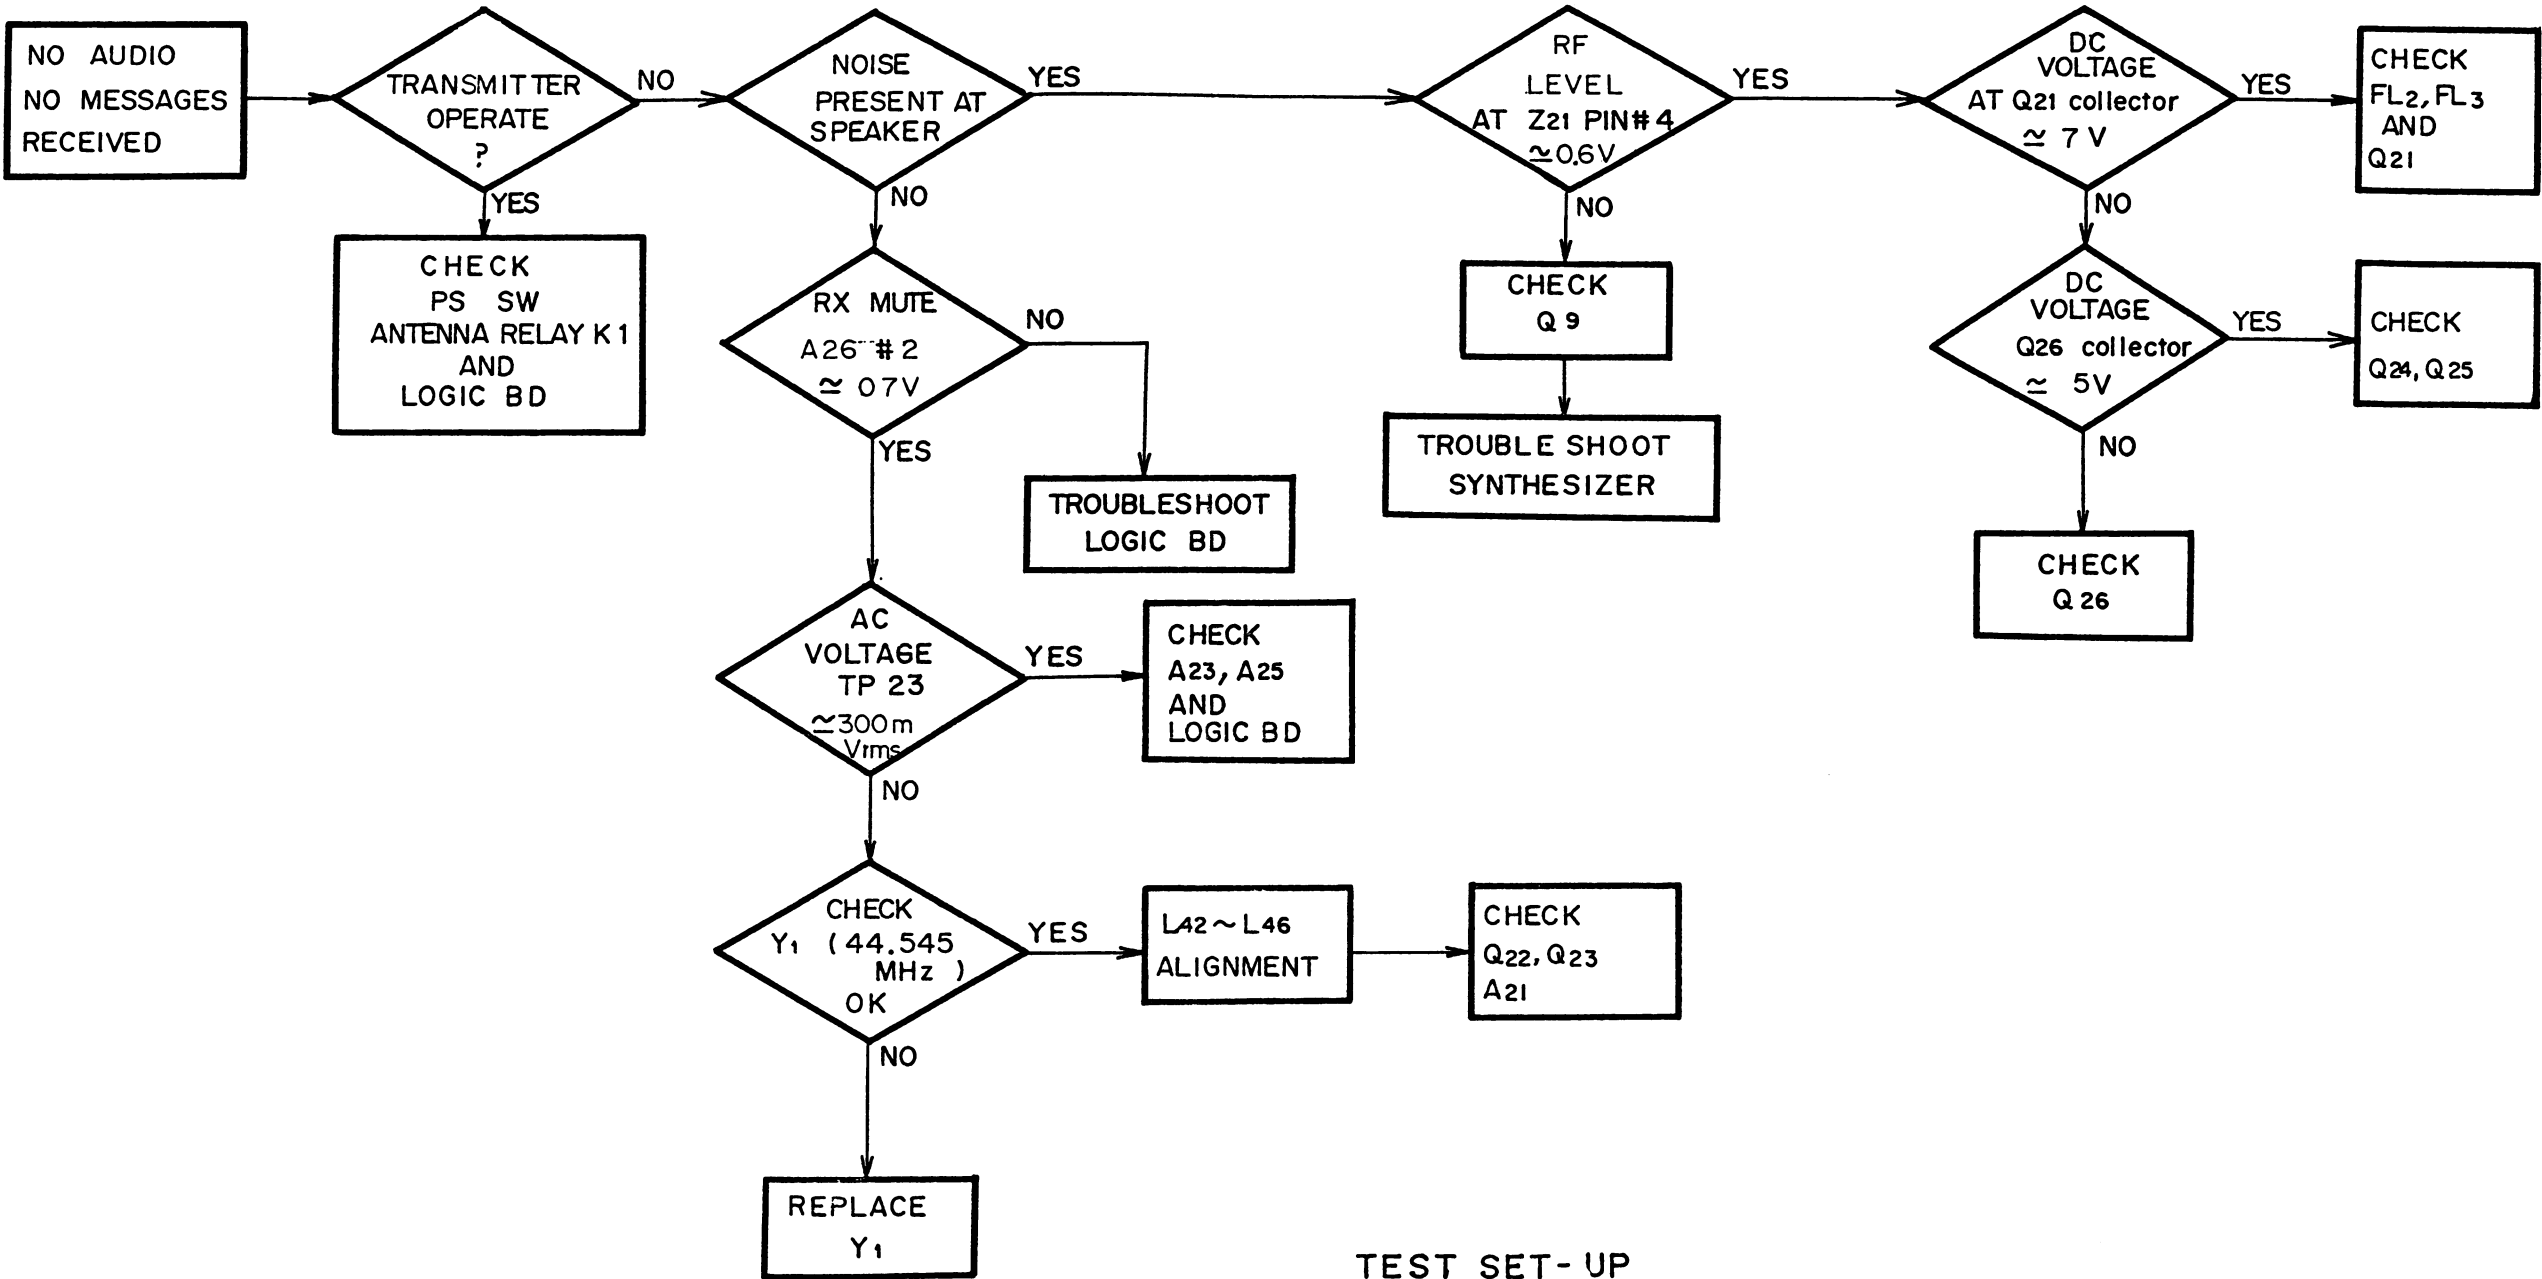 NO AUDIO
NO MESSAGES
RECEIVED
TRANSMITTER
OPERATE
?
NO
YES
CHECK
PS SW
ANTENNA RELAY K1
AND
LOGIC BD
NOISE
PRESENT AT
SPEAKER
YES
NO
RX MUTE
A26 #2
≃ 07V
NO
YES
TROUBLESHOOT
LOGIC BD
AC
VOLTAGE
TP 23
≃300m
Vrms
YES
NO
CHECK
A23, A25
AND
LOGIC BD
CHECK
Y1 (44.545
MHz )
OK
YES
NO
L42~L46
ALIGNMENT
CHECK
Q22, Q23
A21
REPLACE
Y1
RF
LEVEL
AT Z21 PIN#4
≃0.6V
YES
NO
CHECK
Q9
TROUBLE SHOOT
SYNTHESIZER
DC
VOLTAGE
AT Q21 collector
≃ 7V
YES
NO
CHECK
FL2, FL3
AND
Q21
DC
VOLTAGE
Q26 collector
≃ 5V
YES
NO
CHECK
Q24, Q25
CHECK
Q26
TEST SET-UP